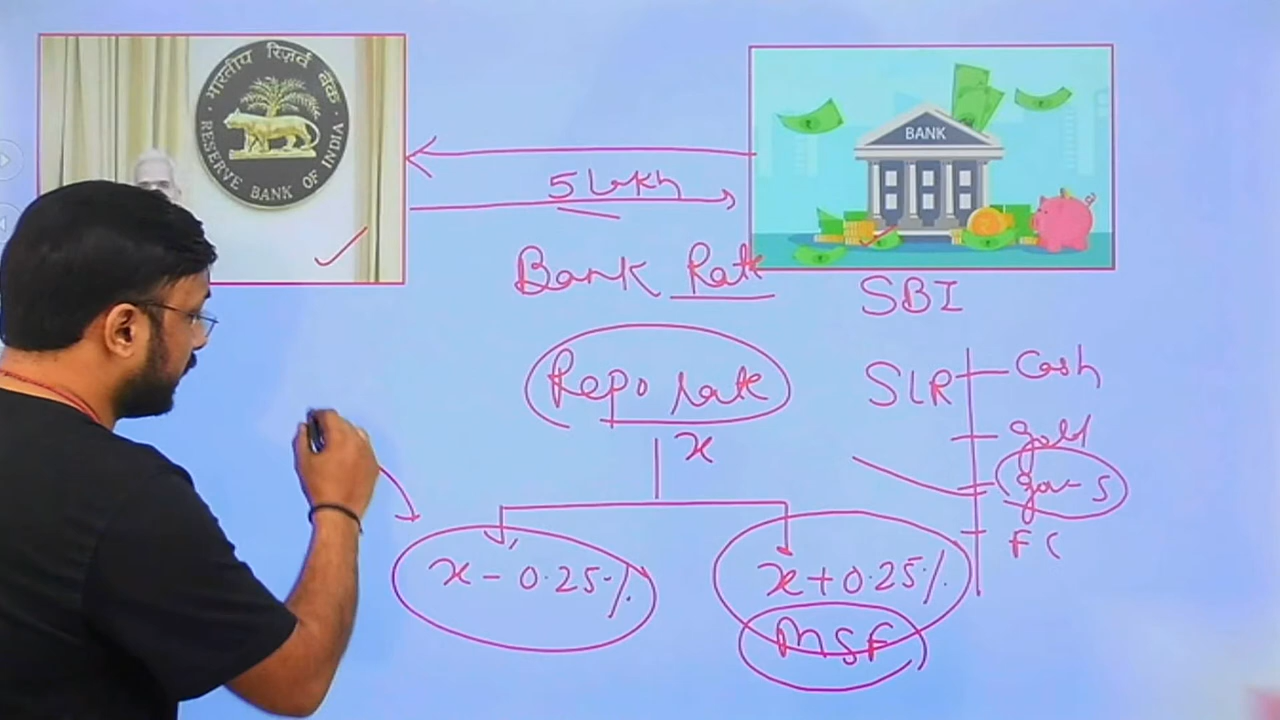 भारतीय रिज़र्व बैंक
RESERVE BANK OF INDIA
BANK
5 Lakh
Bank Rate
SBI
Repo rate
x
SLR
Cash
gold
Gov S
FC
x - 0.25%
x + 0.25%
MSF